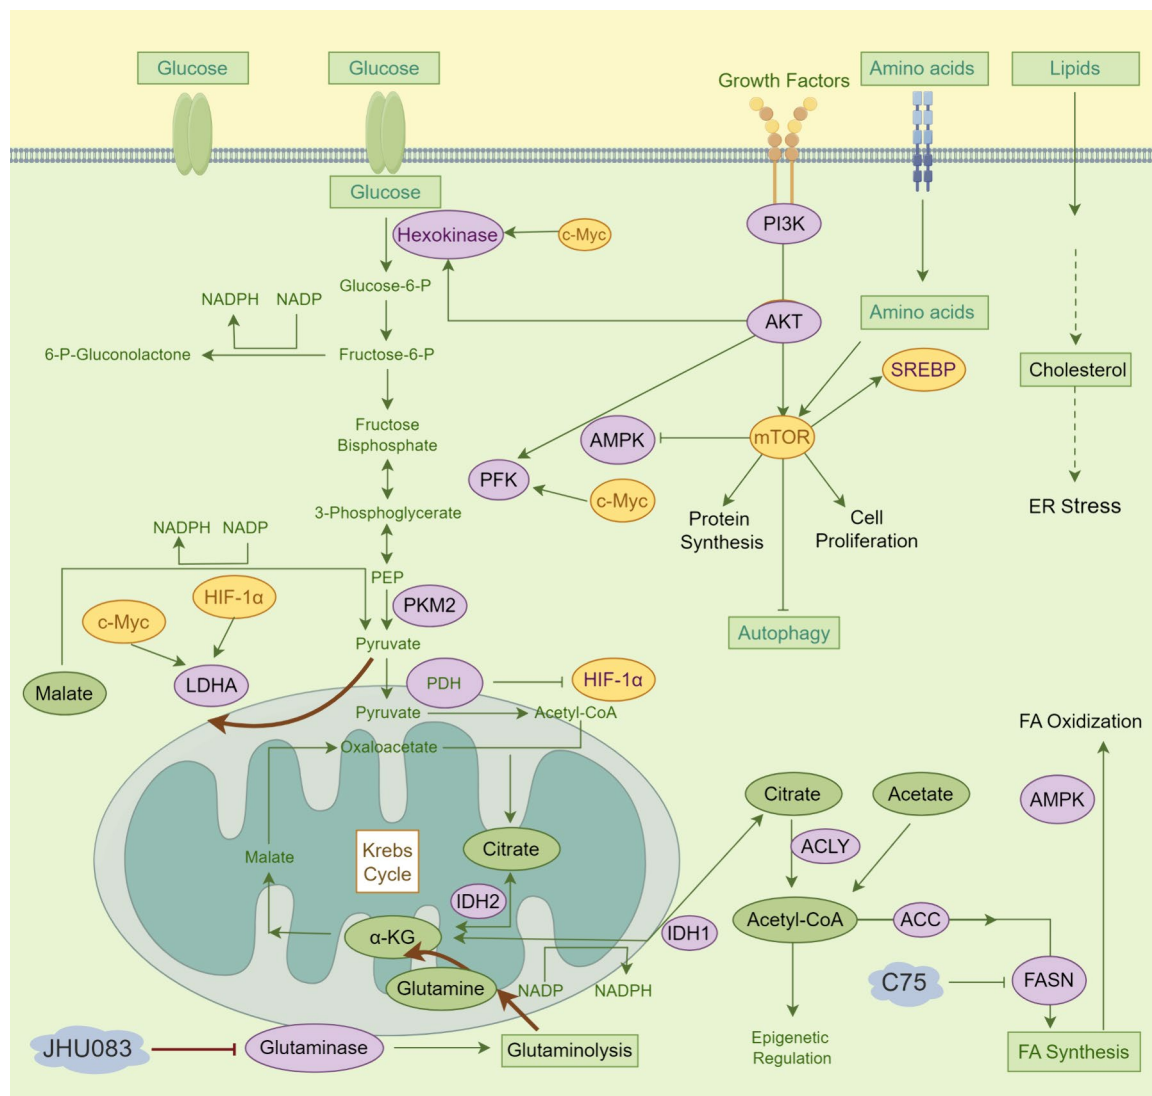 Glucose
Glucose
Growth Factors
Amino acids
Lipids
Glucose
Hexokinase
c-Myc
PI3K
Glucose-6-P
NADPH
NADP
6-P-Gluconolactone
Fructose-6-P
AKT
Amino acids
SREBP
Cholesterol
Fructose
Bisphosphate
AMPK
mTOR
PFK
c-Myc
3-Phosphoglycerate
Protein
Synthesis
Cell
Proliferation
ER Stress
NADPH
NADP
PEP
PKM2
HIF-1α
c-Myc
Pyruvate
Autophagy
Malate
LDHA
PDH
HIF-1α
Pyruvate
Acetyl-CoA
Oxaloacetate
FA Oxidization
Citrate
Acetate
AMPK
Krebs
Cycle
Malate
Citrate
ACLY
IDH2
α-KG
IDH1
Acetyl-CoA
ACC
Glutamine
NADP
NADPH
C75
FASN
JHU083
Glutaminase
Glutaminolysis
Epigenetic
Regulation
FA Synthesis